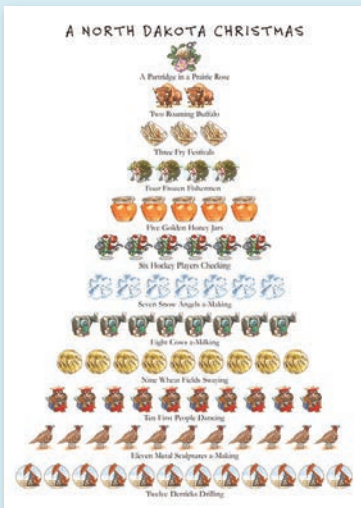 A NORTH DAKOTA CHRISTMAS
A Partridge in a Prairie Rose
Two Roaming Buffalo
Three Fry Festivals
Four Frozen Fishermen
Five Golden Honey Jars
Six Hockey Players Checking
Seven Snow Angels a-Making
Eight Cows a-Milking
Nine Wheat Fields Swaying
Ten First People Dancing
Eleven Metal Sculptures a-Making
Twelve Derricks Drilling